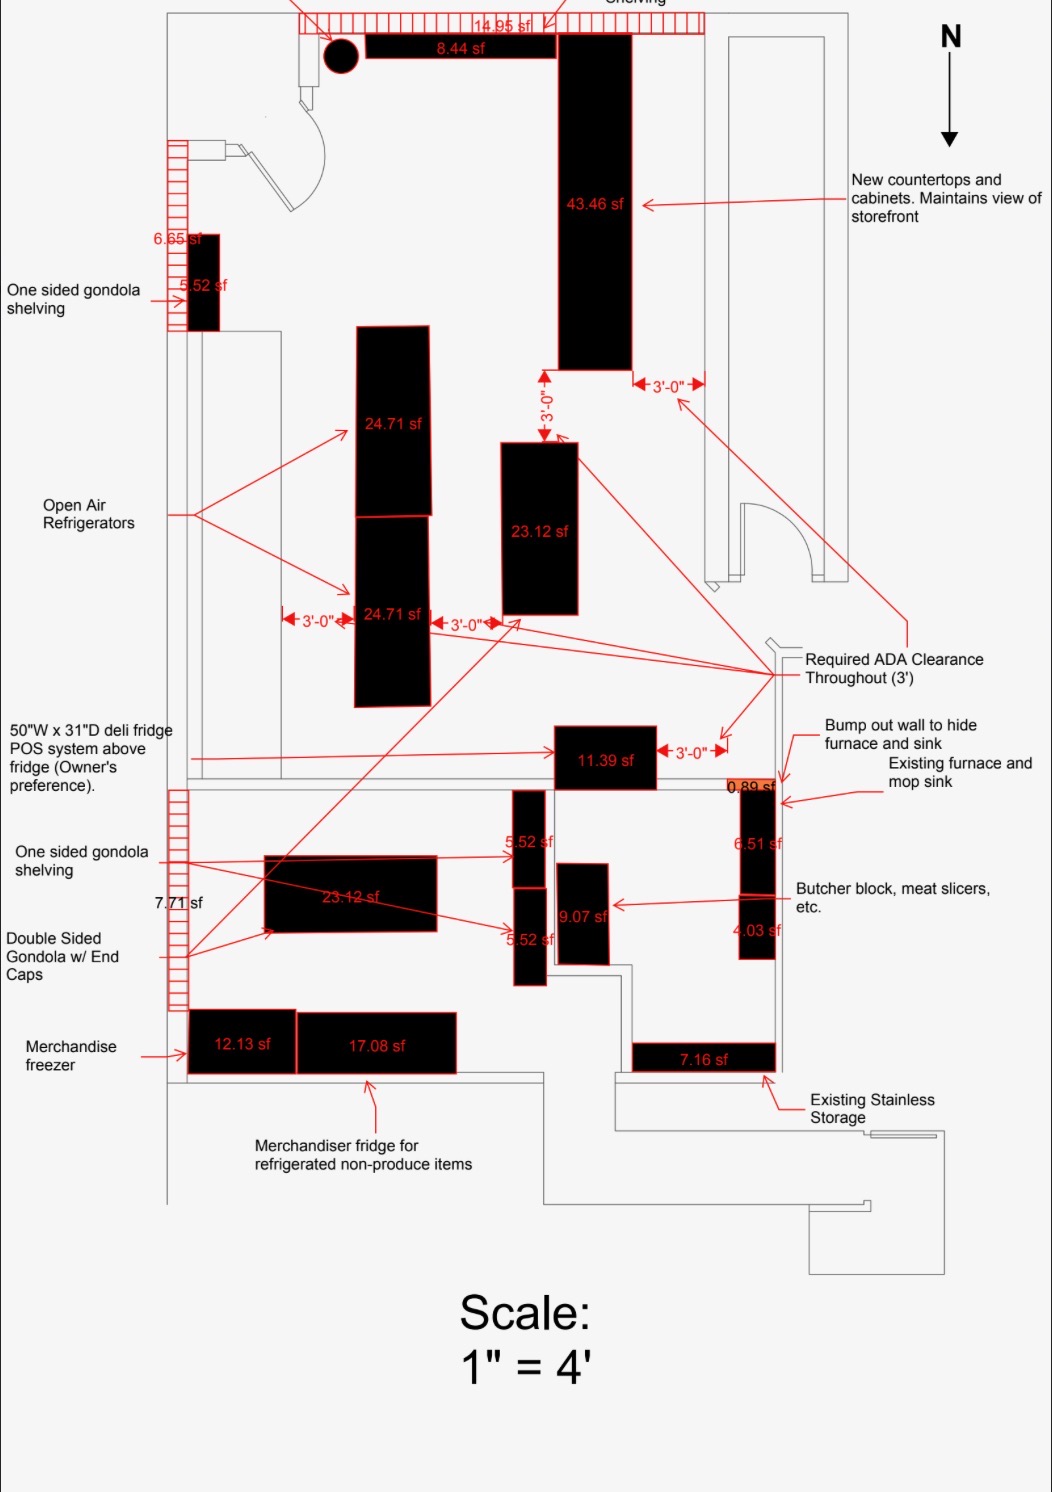 Shelving
14.95 sf
8.44 sf
N
43.46 sf
New countertops and
cabinets. Maintains view of
storefront
6.65 sf
5.52 sf
One sided gondola
shelving
3'-0"
3'-0"
24.71 sf
Open Air
Refrigerators
23.12 sf
24.71 sf
3'-0"
3'-0"
Required ADA Clearance
Throughout (3')
50"W x 31"D deli fridge
POS system above
fridge (Owner's
preference).
11.39 sf
3'-0"
Bump out wall to hide
furnace and sink
Existing furnace and
mop sink
0.89 sf
5.52 sf
6.51 sf
One sided gondola
shelving
23.12 sf
7.71 sf
9.07 sf
Butcher block, meat slicers,
etc.
5.52 sf
4.03 sf
Double Sided
Gondola w/ End
Caps
12.13 sf
17.08 sf
7.16 sf
Merchandise
freezer
Existing Stainless
Storage
Merchandiser fridge for
refrigerated non-produce items
Scale:
1" = 4'